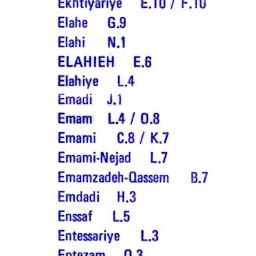 Ekhtiyariye E.10 / F.10
Elahe G.9
Elahi N.1
ELAHIEH E.6
Elahiye L.4
Emadi J.1
Emam L.4 / O.8
Emami C.8 / K.7
Emami-Nejad L.7
Emamzadeh-Qassem B.7
Emdadi H.3
Enssaf L.5
Entessariye L.3
Entezam O.3